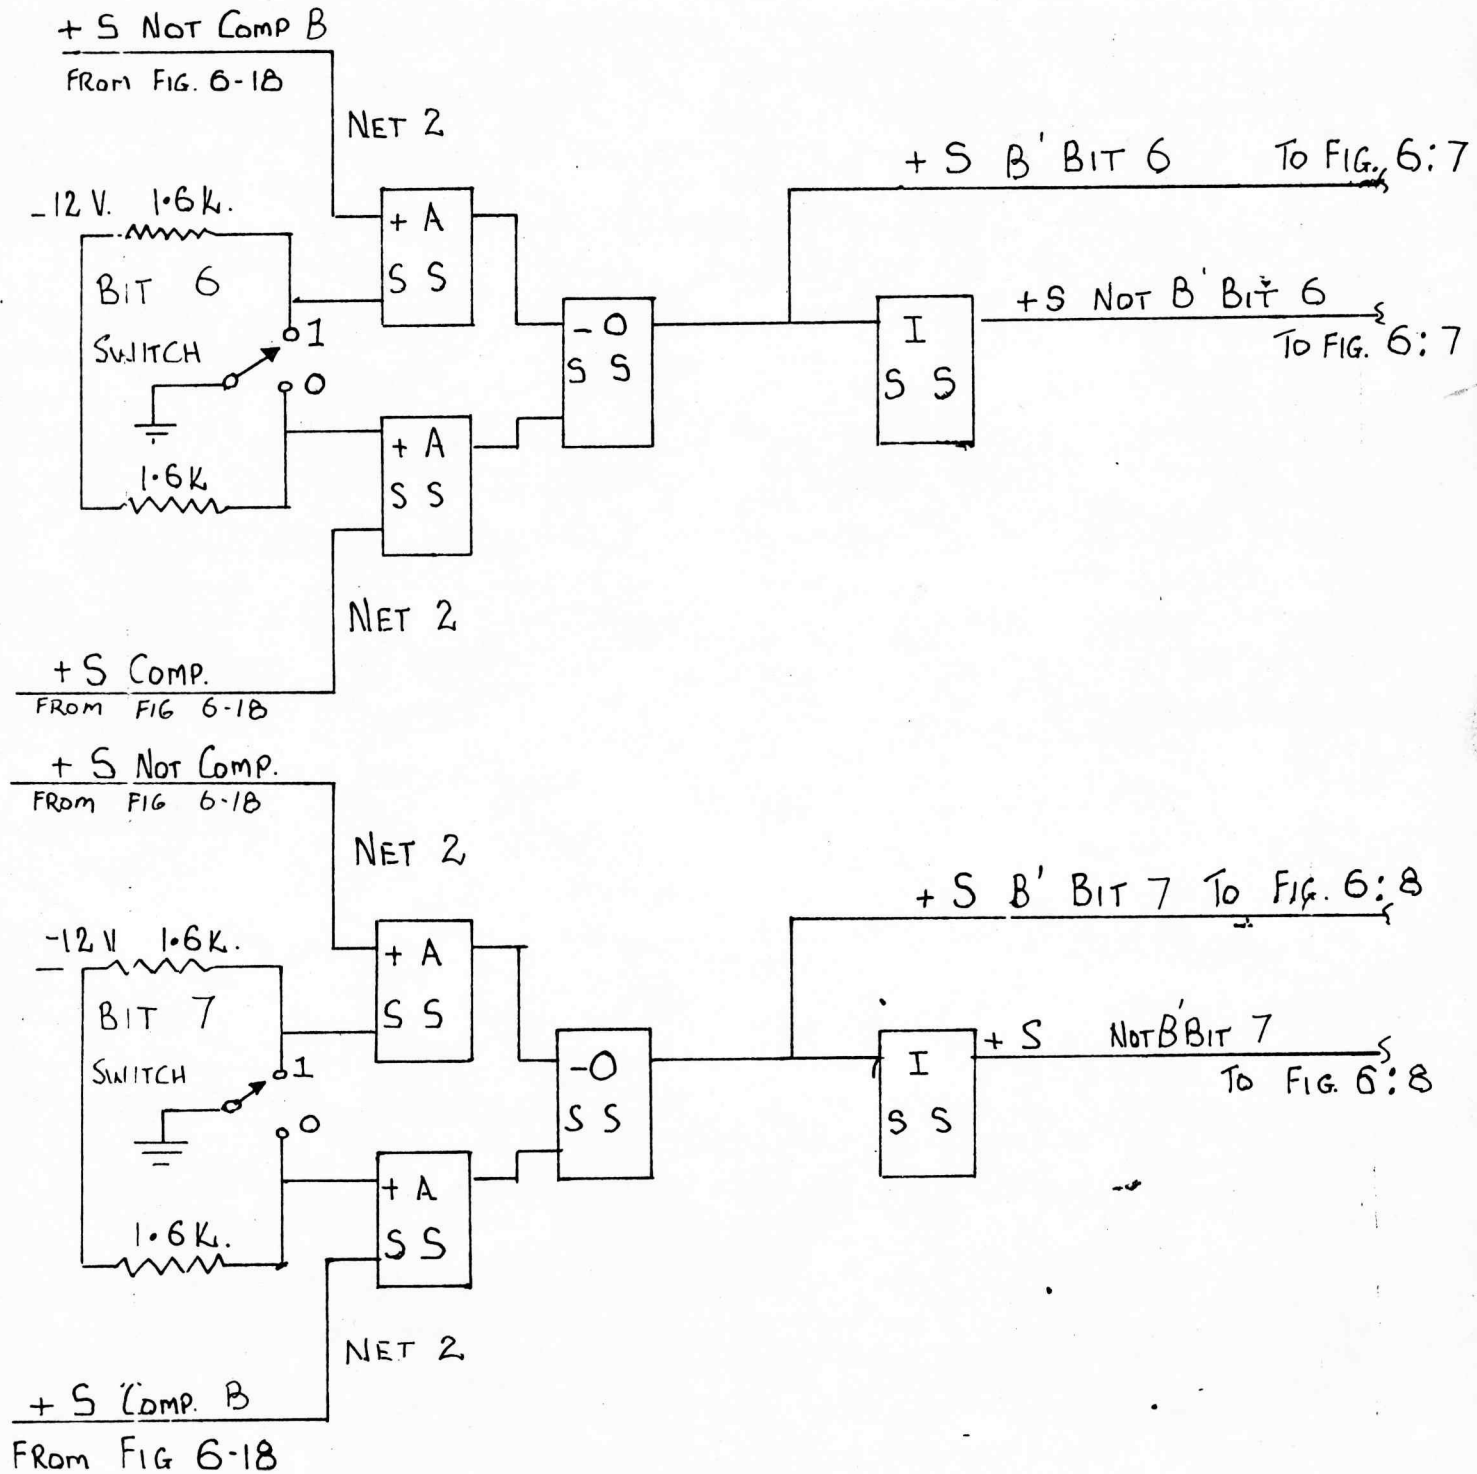 + S NOT COMP B
FROM FIG. 6-18
NET 2
+ S B' BIT 6 TO FIG. 6:7
-12 V. 1.6K.
+ A
S S
BIT 6
SWITCH
1
0
- O
S S
I
S S
+S NOT B' BIT 6
TO FIG. 6:7
+ A
S S
1.6K
NET 2
+ S COMP.
FROM FIG 6-18
+ S NOT COMP.
FROM FIG 6-18
NET 2
+ S B' BIT 7 TO FIG. 6:8
-12 V 1.6K.
+ A
S S
BIT 7
SWITCH
1
0
-O
S S
I
S S
+ S NOT B' BIT 7
TO FIG. 6:8
+ A
S S
1.6K.
NET 2
+ S COMP. B
FROM FIG 6-18